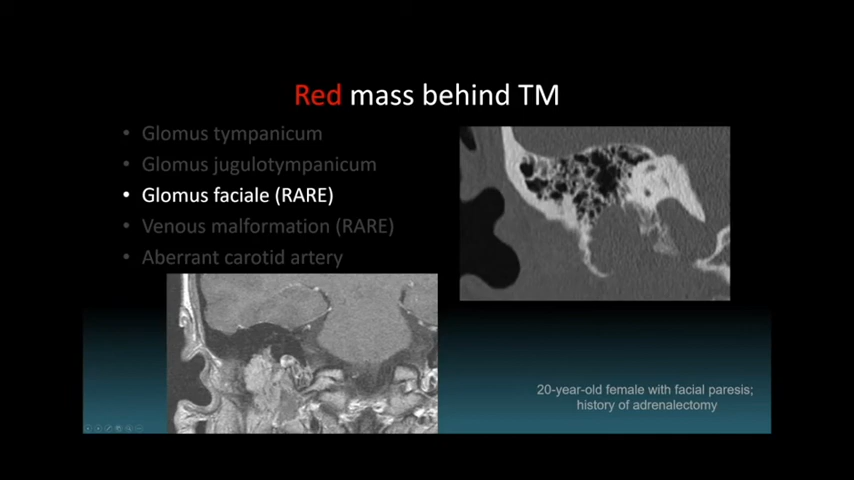 Red mass behind TM
• Glomus tympanicum
• Glomus jugulotympanicum
• Glomus faciale (RARE)
• Venous malformation (RARE)
• Aberrant carotid artery
20-year-old female with facial paresis;
history of adrenalectomy